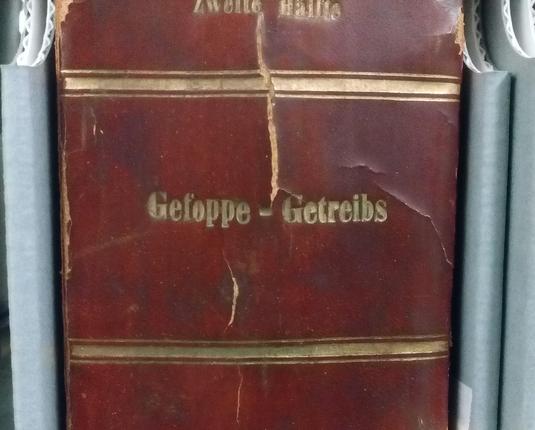 Zweite Hälfte
Gefoppe - Getreibs